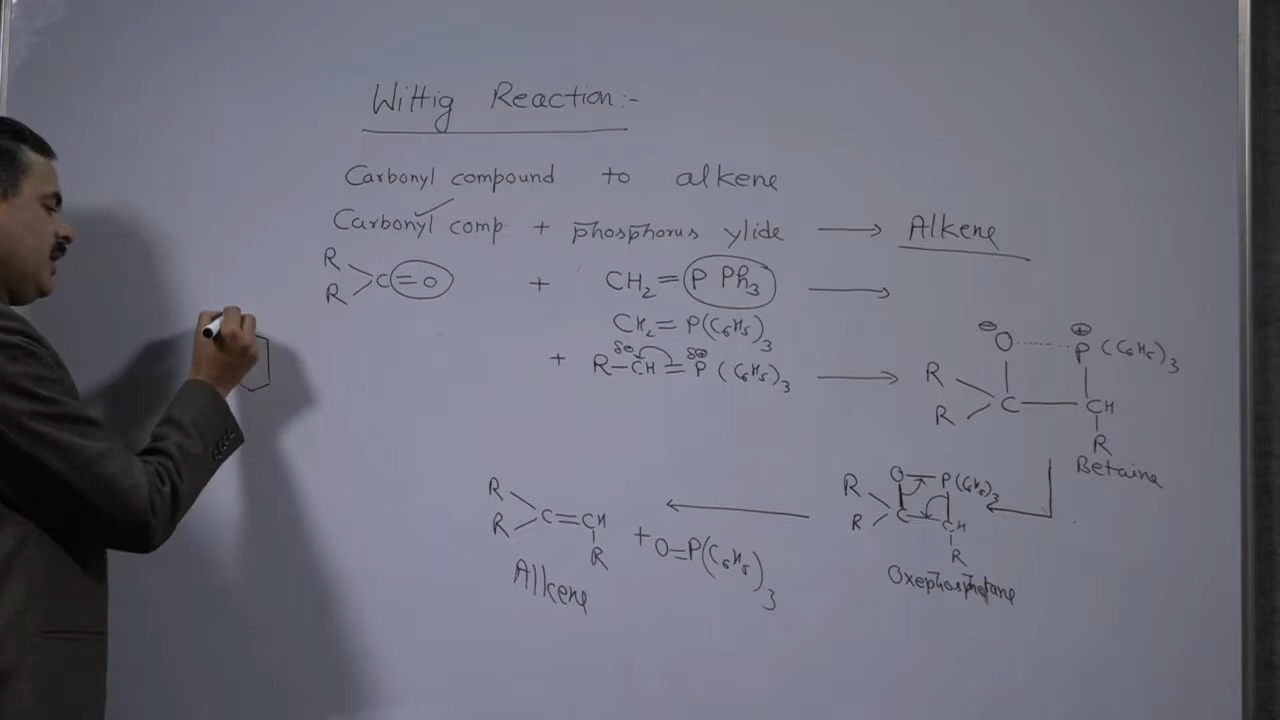 Wittig Reaction:-
Carbonyl compound to alkene
Carbonyl comp. + phosphorus ylide → Alkene
R
R
>C=O + CH₂=P Ph₃ →
CH₂=P(C₆H₅)₃
+ R-CH=P(C₆H₅)₃ →
δ⊖ δ⊕
⊖ ⊕
O ...... P(C₆H₅)₃
R
R
C — CH
R
Betaine
R
R
O — P(C₆H₅)₃
C — CH
R
Oxephosphetane
R
R
C=CH
R
+ O=P(C₆H₅)₃
Alkene